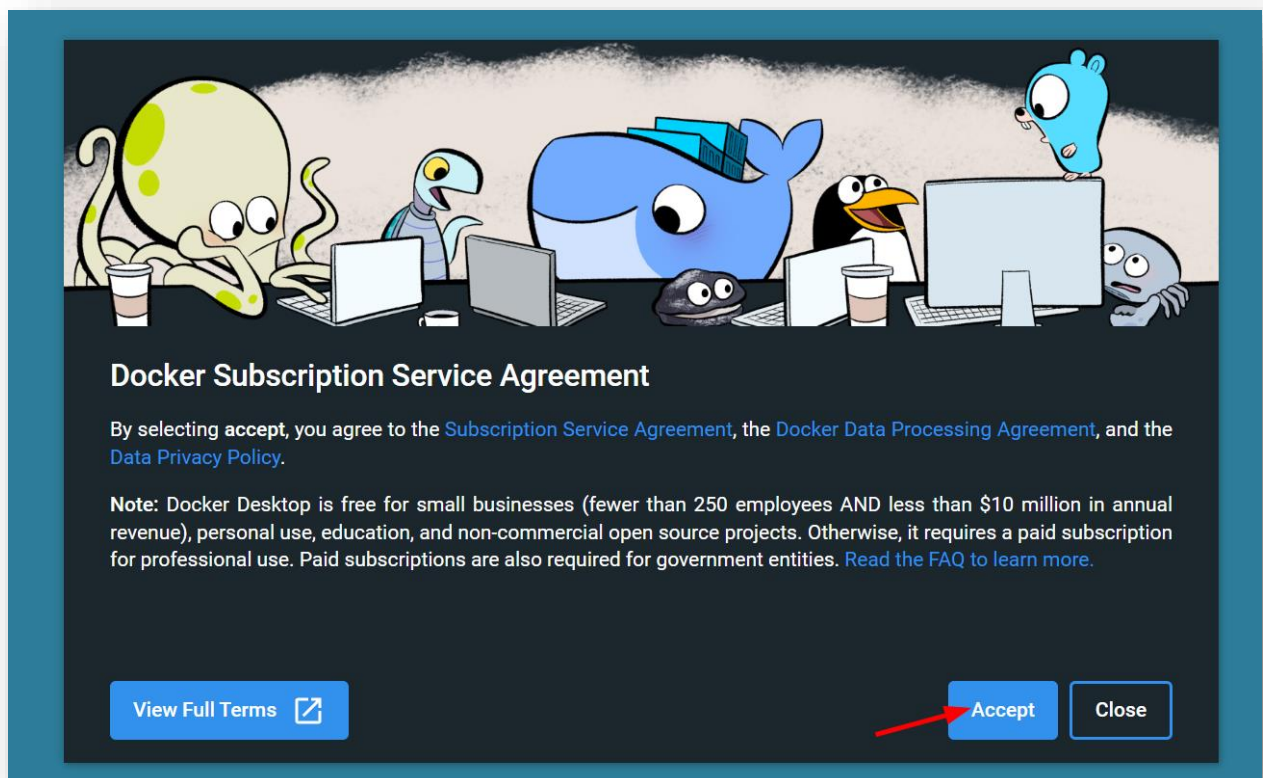 Docker Subscription Service Agreement
By selecting accept, you agree to the Subscription Service Agreement, the Docker Data Processing Agreement, and the
Data Privacy Policy.
Note: Docker Desktop is free for small businesses (fewer than 250 employees AND less than $10 million in annual
revenue), personal use, education, and non-commercial open source projects. Otherwise, it requires a paid subscription
for professional use. Paid subscriptions are also required for government entities. Read the FAQ to learn more.
View Full Terms
Accept
Close